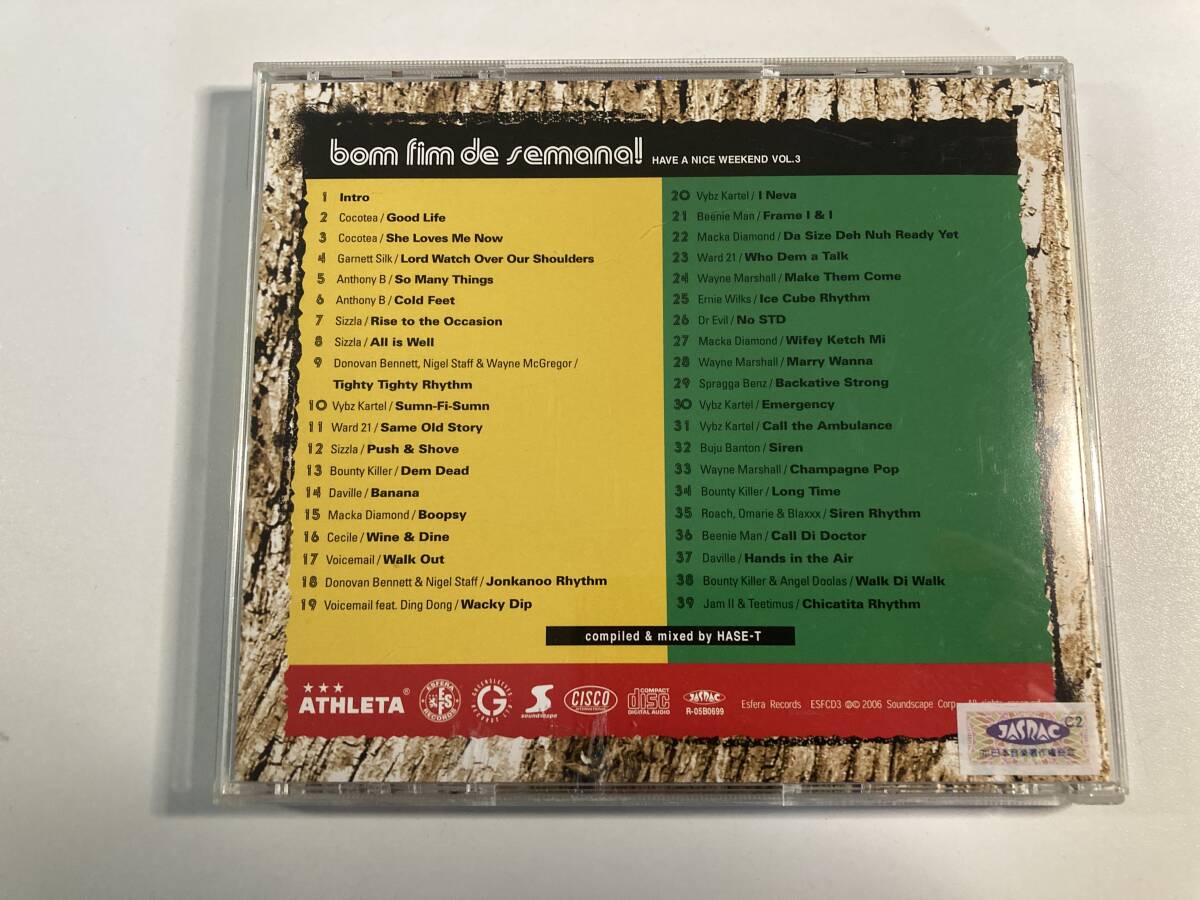 bom fim de semana! HAVE A NICE WEEKEND VOL.3
1 Intro
2 Cocotea / Good Life
3 Cocotea / She Loves Me Now
4 Garnett Silk / Lord Watch Over Our Shoulders
5 Anthony B / So Many Things
6 Anthony B / Cold Feet
7 Sizzla / Rise to the Occasion
8 Sizzla / All is Well
9 Donovan Bennett, Nigel Staff & Wayne McGregor /
Tighty Tighty Rhythm
10 Vybz Kartel / Sumn-Fi-Sumn
11 Ward 21 / Same Old Story
12 Sizzla / Push & Shove
13 Bounty Killer / Dem Dead
14 Daville / Banana
15 Macka Diamond / Boopsy
16 Cecile / Wine & Dine
17 Voicemail / Walk Out
18 Donovan Bennett & Nigel Staff / Jonkanoo Rhythm
19 Voicemail feat. Ding Dong / Wacky Dip
20 Vybz Kartel / I Neva
21 Beenie Man / Frame I & I
22 Macka Diamond / Da Size Deh Nuh Ready Yet
23 Ward 21 / Who Dem a Talk
24 Wayne Marshall / Make Them Come
25 Ernie Wilks / Ice Cube Rhythm
26 Dr Evil / No STD
27 Macka Diamond / Wifey Ketch Mi
28 Wayne Marshall / Marry Wanna
29 Spragga Benz / Backative Strong
30 Vybz Kartel / Emergency
31 Vybz Kartel / Call the Ambulance
32 Buju Banton / Siren
33 Wayne Marshall / Champagne Pop
34 Bounty Killer / Long Time
35 Roach, Omarie & Blaxxx / Siren Rhythm
36 Beenie Man / Call Di Doctor
37 Daville / Hands in the Air
38 Bounty Killer & Angel Doolas / Walk Di Walk
39 Jam II & Teetimus / Chicatita Rhythm
compiled & mixed by HASE-T
ATHLETA®
ESFERA RECORDS
GREENSLEEVES RECORDS LTD
soundscape
CISCO INTERNATIONAL
COMPACT disc DIGITAL AUDIO
JASRAC R-05B0699
Esfera Records ESFCD3 ℗© 2006 Soundscape Corp. All rights reserved
JASRAC C2